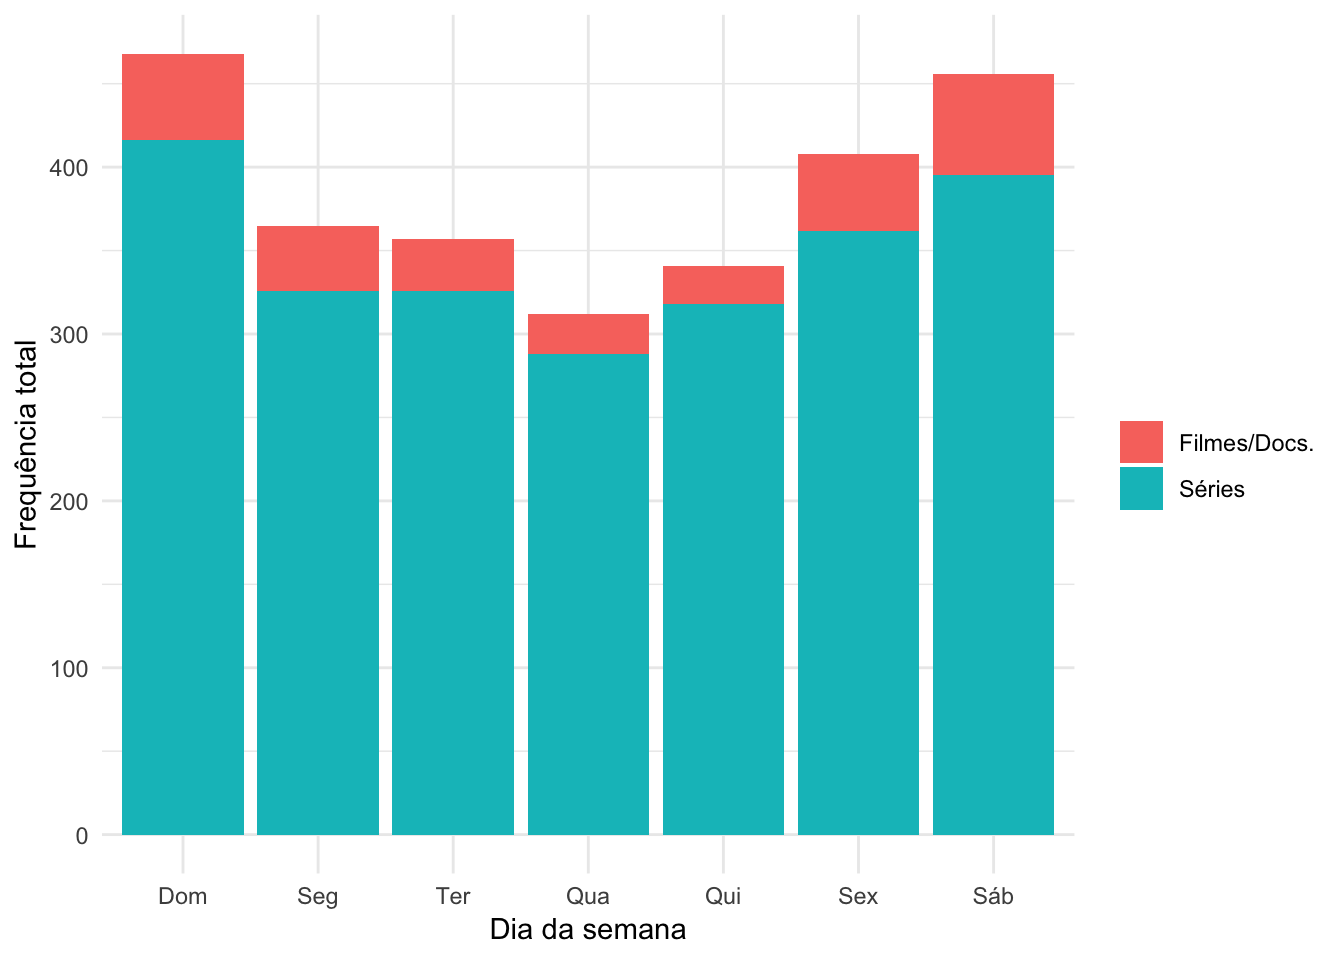 Frequência total
400
300
200
100
0
Dom Seg Ter Qua Qui Sex Sáb
Dia da semana
Filmes/Docs.
Séries